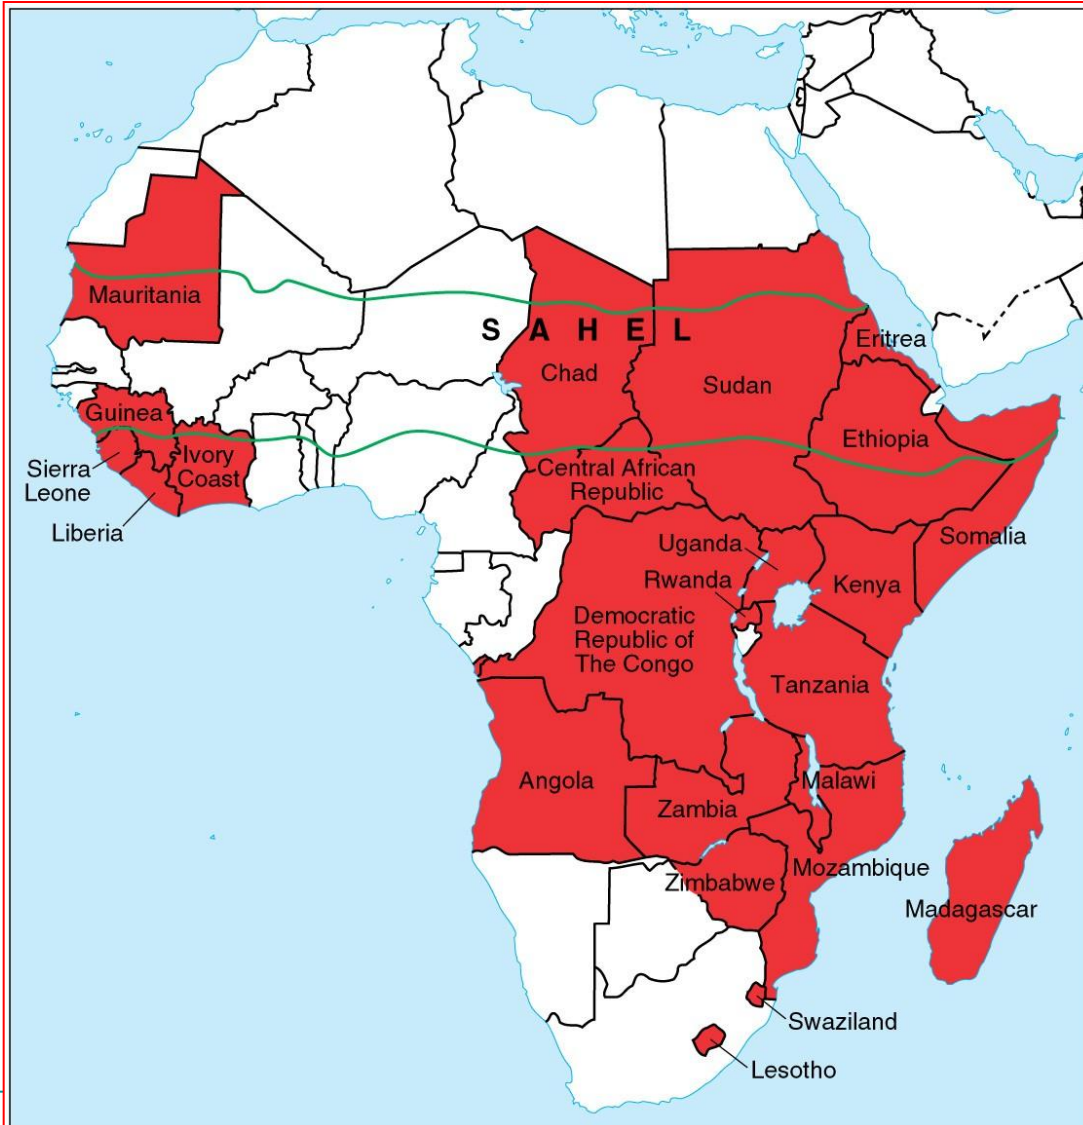 Mauritania
S A H E L
Eritrea
Chad
Sudan
Guinea
Ethiopia
Sierra
Leone
Ivory
Coast
Central African
Republic
Liberia
Somalia
Uganda
Rwanda
Kenya
Democratic
Republic of
The Congo
Tanzania
Angola
Malawi
Zambia
Mozambique
Zimbabwe
Madagascar
Swaziland
Lesotho